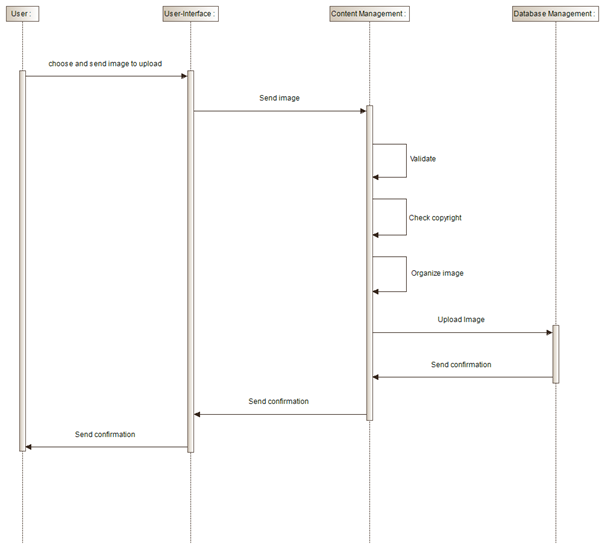 User :
User-Interface :
Content Management :
Database Management :
choose and send image to upload
Send image
Validate
Check copyright
Organize image
Upload Image
Send confirmation
Send confirmation
Send confirmation